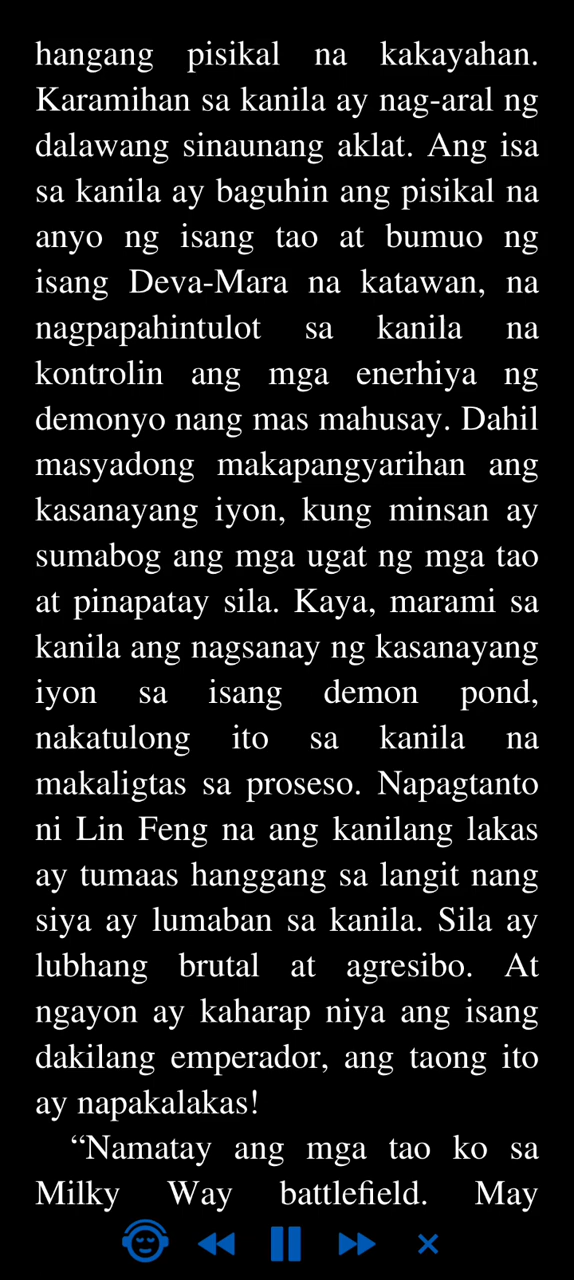 hangang pisikal na kakayahan.
Karamihan sa kanila ay nag-aral ng
dalawang sinaunang aklat. Ang isa
sa kanila ay baguhin ang pisikal na
anyo ng isang tao at bumuo ng
isang Deva-Mara na katawan, na
nagpapahintulot sa kanila na
kontrolin ang mga enerhiya ng
demonyo nang mas mahusay. Dahil
masyadong makapangyarihan ang
kasanayang iyon, kung minsan ay
sumabog ang mga ugat ng mga tao
at pinapatay sila. Kaya, marami sa
kanila ang nagsanay ng kasanayang
iyon sa isang demon pond,
nakatulong ito sa kanila na
makaligtas sa proseso. Napagtanto
ni Lin Feng na ang kanilang lakas
ay tumaas hanggang sa langit nang
siya ay lumaban sa kanila. Sila ay
lubhang brutal at agresibo. At
ngayon ay kaharap niya ang isang
dakilang emperador, ang taong ito
ay napakalakas!
“Namatay ang mga tao ko sa
Milky Way battlefield. May